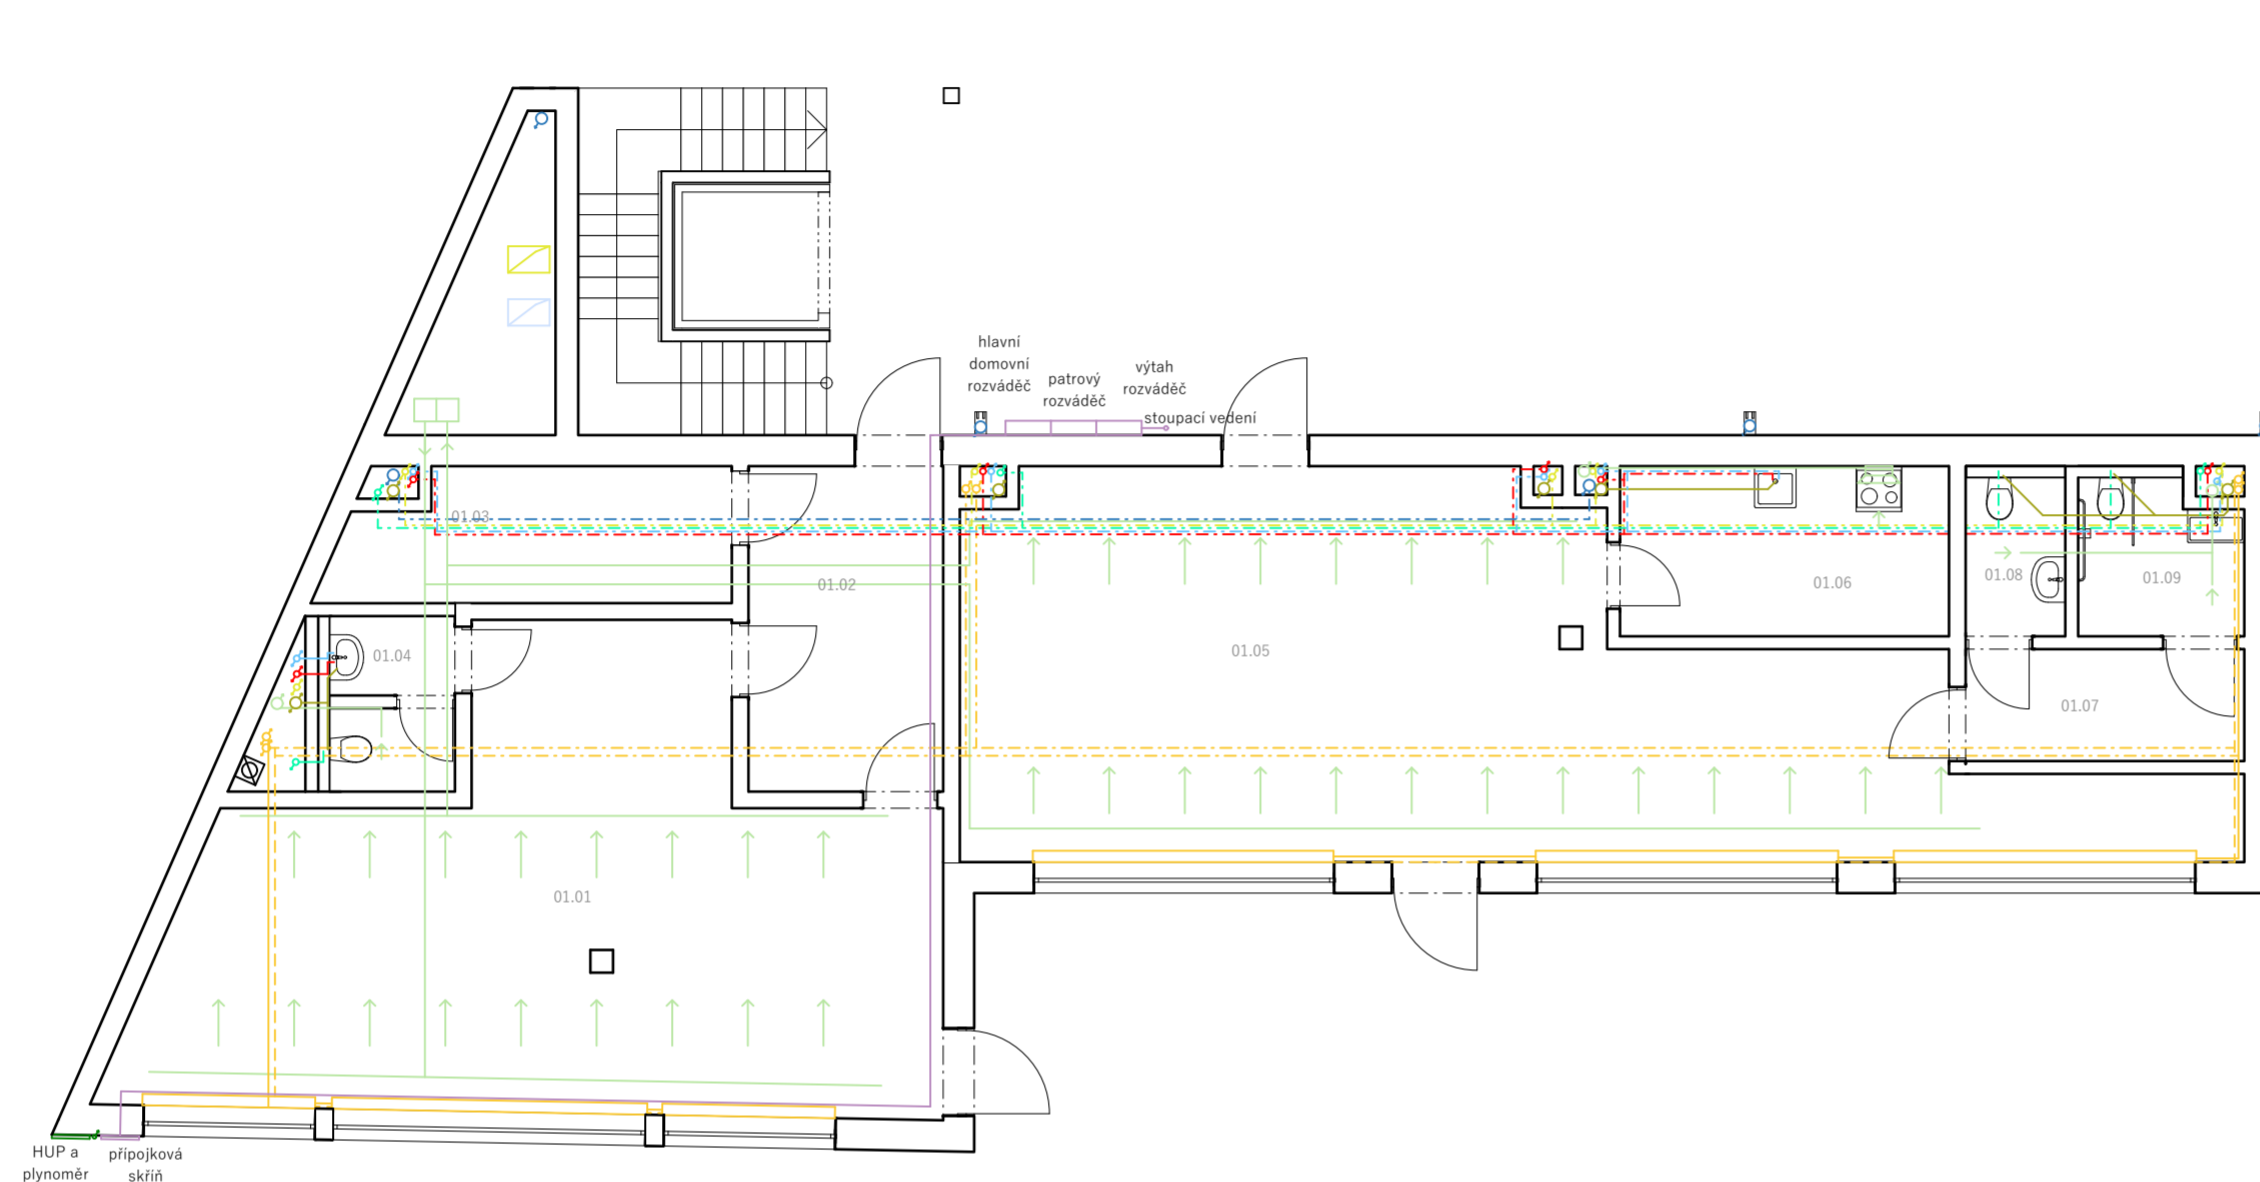 hlavní
domovní
rozváděč
patrový
rozváděč
výtah
rozváděč
stoupací vedení
01.03
01.02
01.04
01.05
01.06
01.08
01.09
01.07
01.01
HUP a
plynoměr
přípojková
skříň